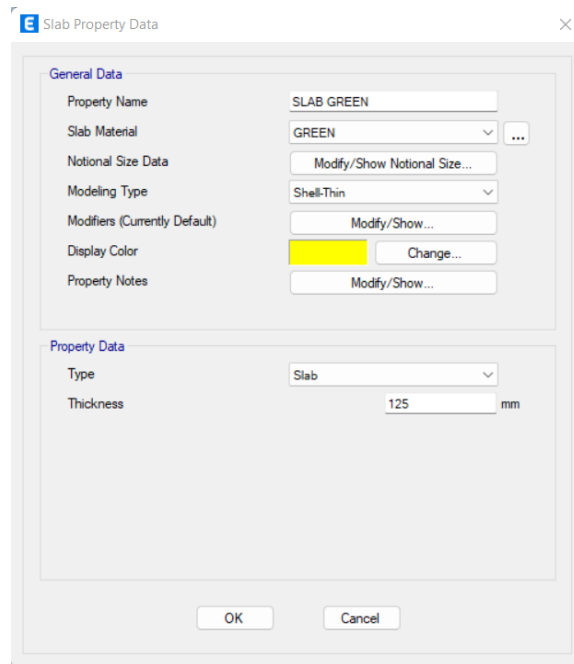 E Slab Property Data
General Data
Property Name SLAB GREEN
Slab Material GREEN ...
Notional Size Data Modify/Show Notional Size...
Modeling Type Shell-Thin
Modifiers (Currently Default) Modify/Show...
Display Color Change...
Property Notes Modify/Show...
Property Data
Type Slab
Thickness 125 mm
OK Cancel